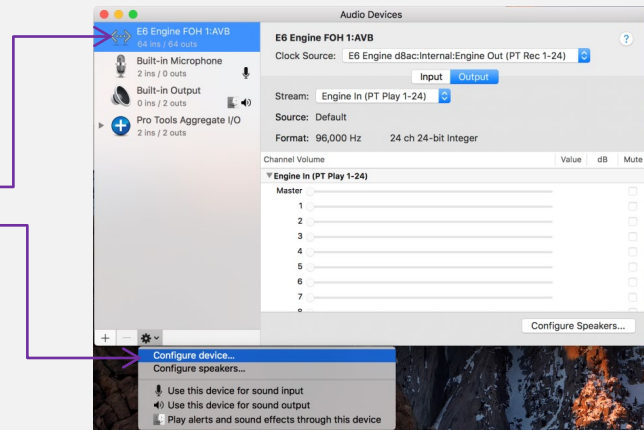 Audio Devices
E6 Engine FOH 1:AVB
64 ins / 64 outs
Built-in Microphone
2 ins / 0 outs
Built-in Output
0 ins / 2 outs
Pro Tools Aggregate I/O
2 ins / 2 outs
E6 Engine FOH 1:AVB
?
Clock Source: E6 Engine d8ac:Internal:Engine Out (PT Rec 1-24)
Input Output
Stream: Engine In (PT Play 1-24)
Source: Default
Format: 96,000 Hz 24 ch 24-bit Integer
Channel Volume Value dB Mute
Engine In (PT Play 1-24)
Master
1
2
3
4
5
6
7
Configure Speakers...
Configure device...
Configure speakers...
Use this device for sound input
Use this device for sound output
Play alerts and sound effects through this device